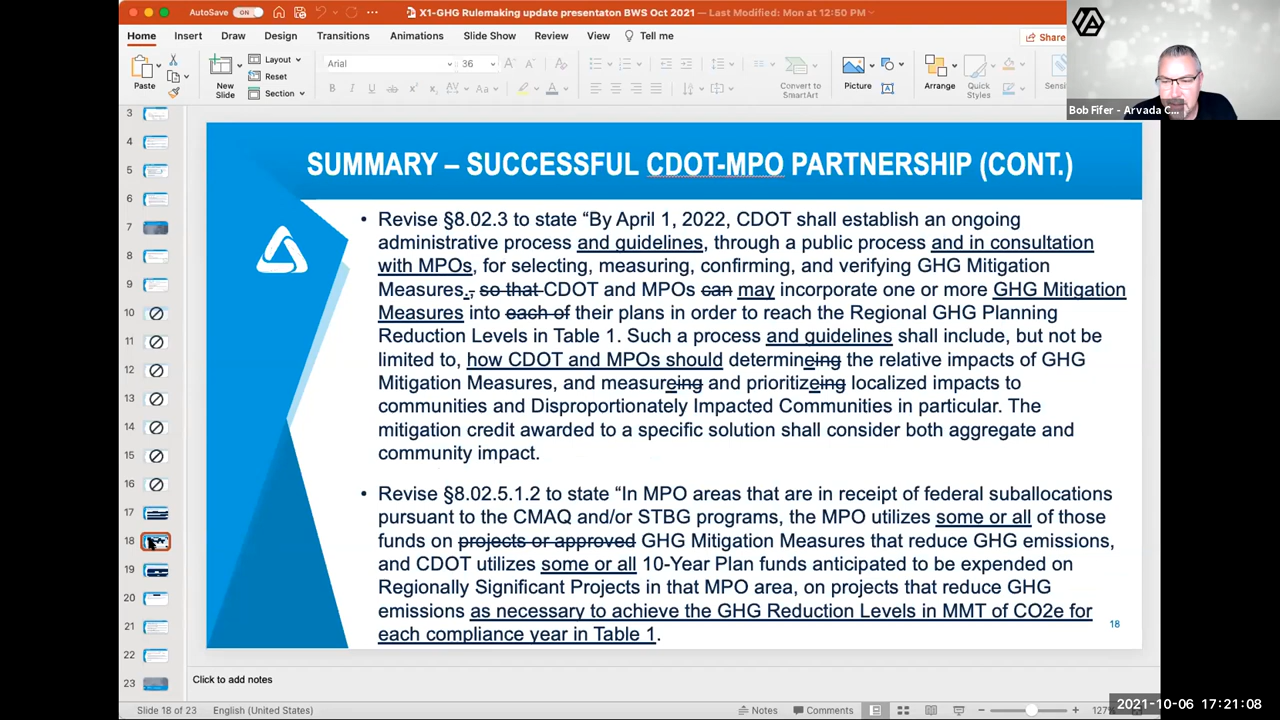 AutoSave ON X1-GHG Rulemaking update presentaton BWS Oct 2021 — Last Modified: Mon at 12:50 PM
Home Insert Draw Design Transitions Animations Slide Show Review View Tell me Share
Paste New Slide Layout Reset Section Arial 36 Convert to SmartArt Picture Arrange Quick Styles
Bob Fifer - Arvada C...
3
4
5
6
7
8
9
10
11
12
13
14
15
16
17
18
19
20
21
22
23
SUMMARY – SUCCESSFUL CDOT-MPO PARTNERSHIP (CONT.)
• Revise §8.02.3 to state “By April 1, 2022, CDOT shall establish an ongoing
administrative process and guidelines, through a public process and in consultation
with MPOs, for selecting, measuring, confirming, and verifying GHG Mitigation
Measures., so that CDOT and MPOs can may incorporate one or more GHG Mitigation
Measures into each of their plans in order to reach the Regional GHG Planning
Reduction Levels in Table 1. Such a process and guidelines shall include, but not be
limited to, how CDOT and MPOs should determineing the relative impacts of GHG
Mitigation Measures, and measureing and prioritizeing localized impacts to
communities and Disproportionately Impacted Communities in particular. The
mitigation credit awarded to a specific solution shall consider both aggregate and
community impact.
• Revise §8.02.5.1.2 to state “In MPO areas that are in receipt of federal suballocations
pursuant to the CMAQ and/or STBG programs, the MPO utilizes some or all of those
funds on projects or approved GHG Mitigation Measures that reduce GHG emissions,
and CDOT utilizes some or all 10-Year Plan funds anticipated to be expended on
Regionally Significant Projects in that MPO area, on projects that reduce GHG
emissions as necessary to achieve the GHG Reduction Levels in MMT of CO2e for
each compliance year in Table 1.
18
Click to add notes
Slide 18 of 23 English (United States) Notes Comments 127%
2021-10-06 17:21:08